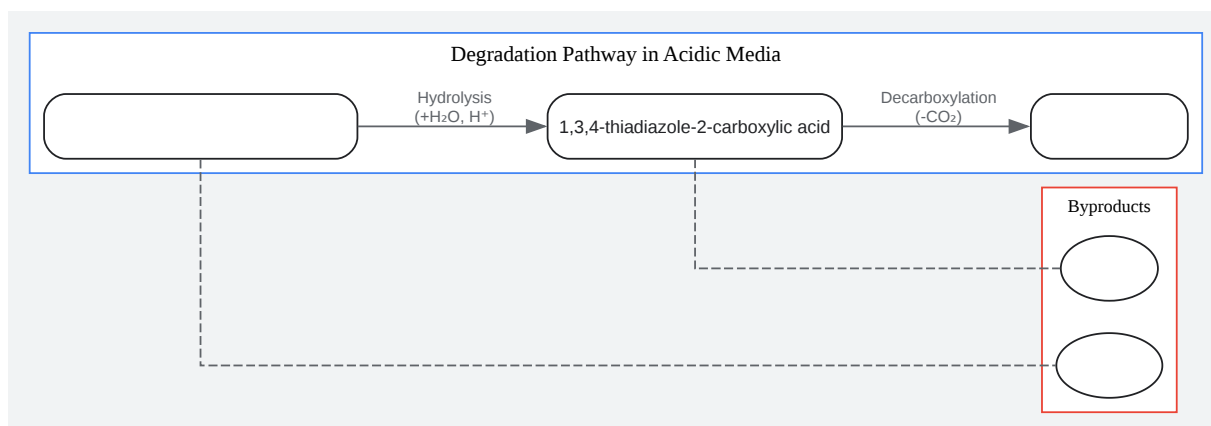 Degradation Pathway in Acidic Media
Hydrolysis
(+H₂O, H⁺)
1,3,4-thiadiazole-2-carboxylic acid
Decarboxylation
(-CO₂)
Byproducts